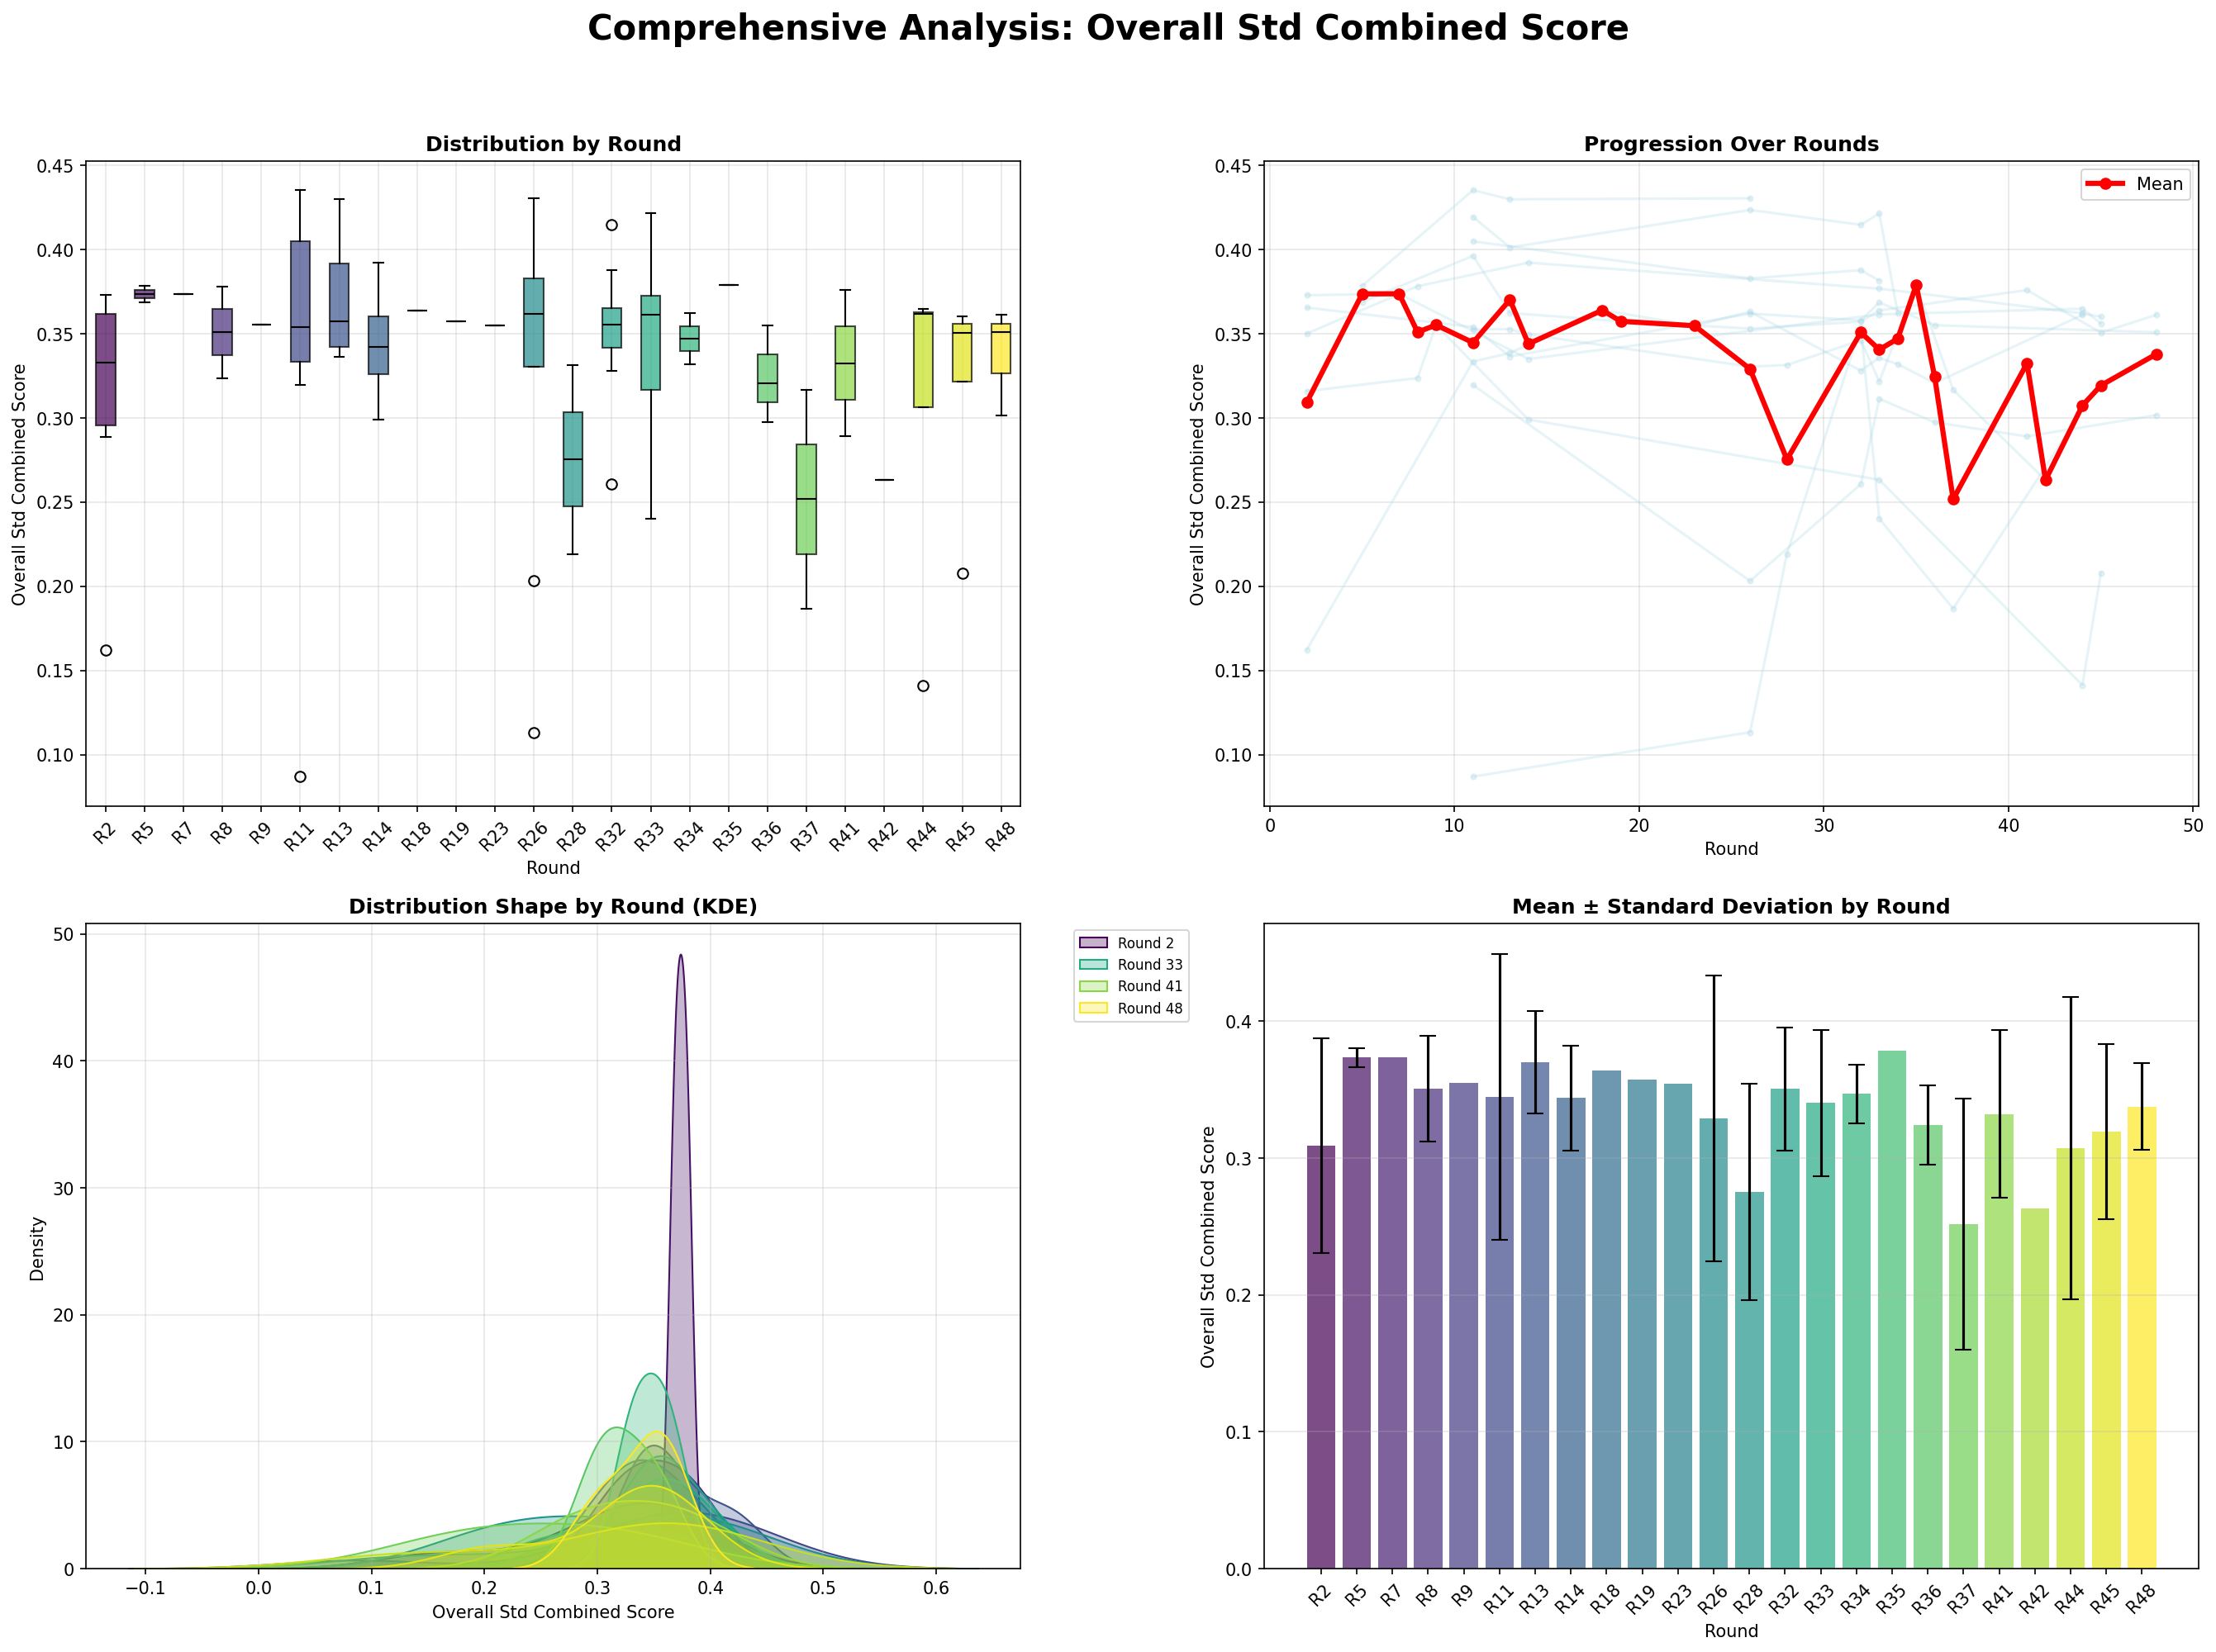 Comprehensive Analysis: Overall Std Combined Score
Distribution by Round
Overall Std Combined Score
0.45
0.40
0.35
0.30
0.25
0.20
0.15
0.10
R2 R5 R7 R8 R9 R11 R13 R14 R18 R19 R23 R26 R28 R32 R33 R34 R35 R36 R37 R41 R42 R44 R45 R48
Round
Progression Over Rounds
Mean
Overall Std Combined Score
0.45
0.40
0.35
0.30
0.25
0.20
0.15
0.10
0 10 20 30 40 50
Round
Distribution Shape by Round (KDE)
Round 2
Round 33
Round 41
Round 48
Density
50
40
30
20
10
0
−0.1 0.0 0.1 0.2 0.3 0.4 0.5 0.6
Overall Std Combined Score
Mean ± Standard Deviation by Round
Overall Std Combined Score
0.4
0.3
0.2
0.1
0.0
R2 R5 R7 R8 R9 R11 R13 R14 R18 R19 R23 R26 R28 R32 R33 R34 R35 R36 R37 R41 R42 R44 R45 R48
Round